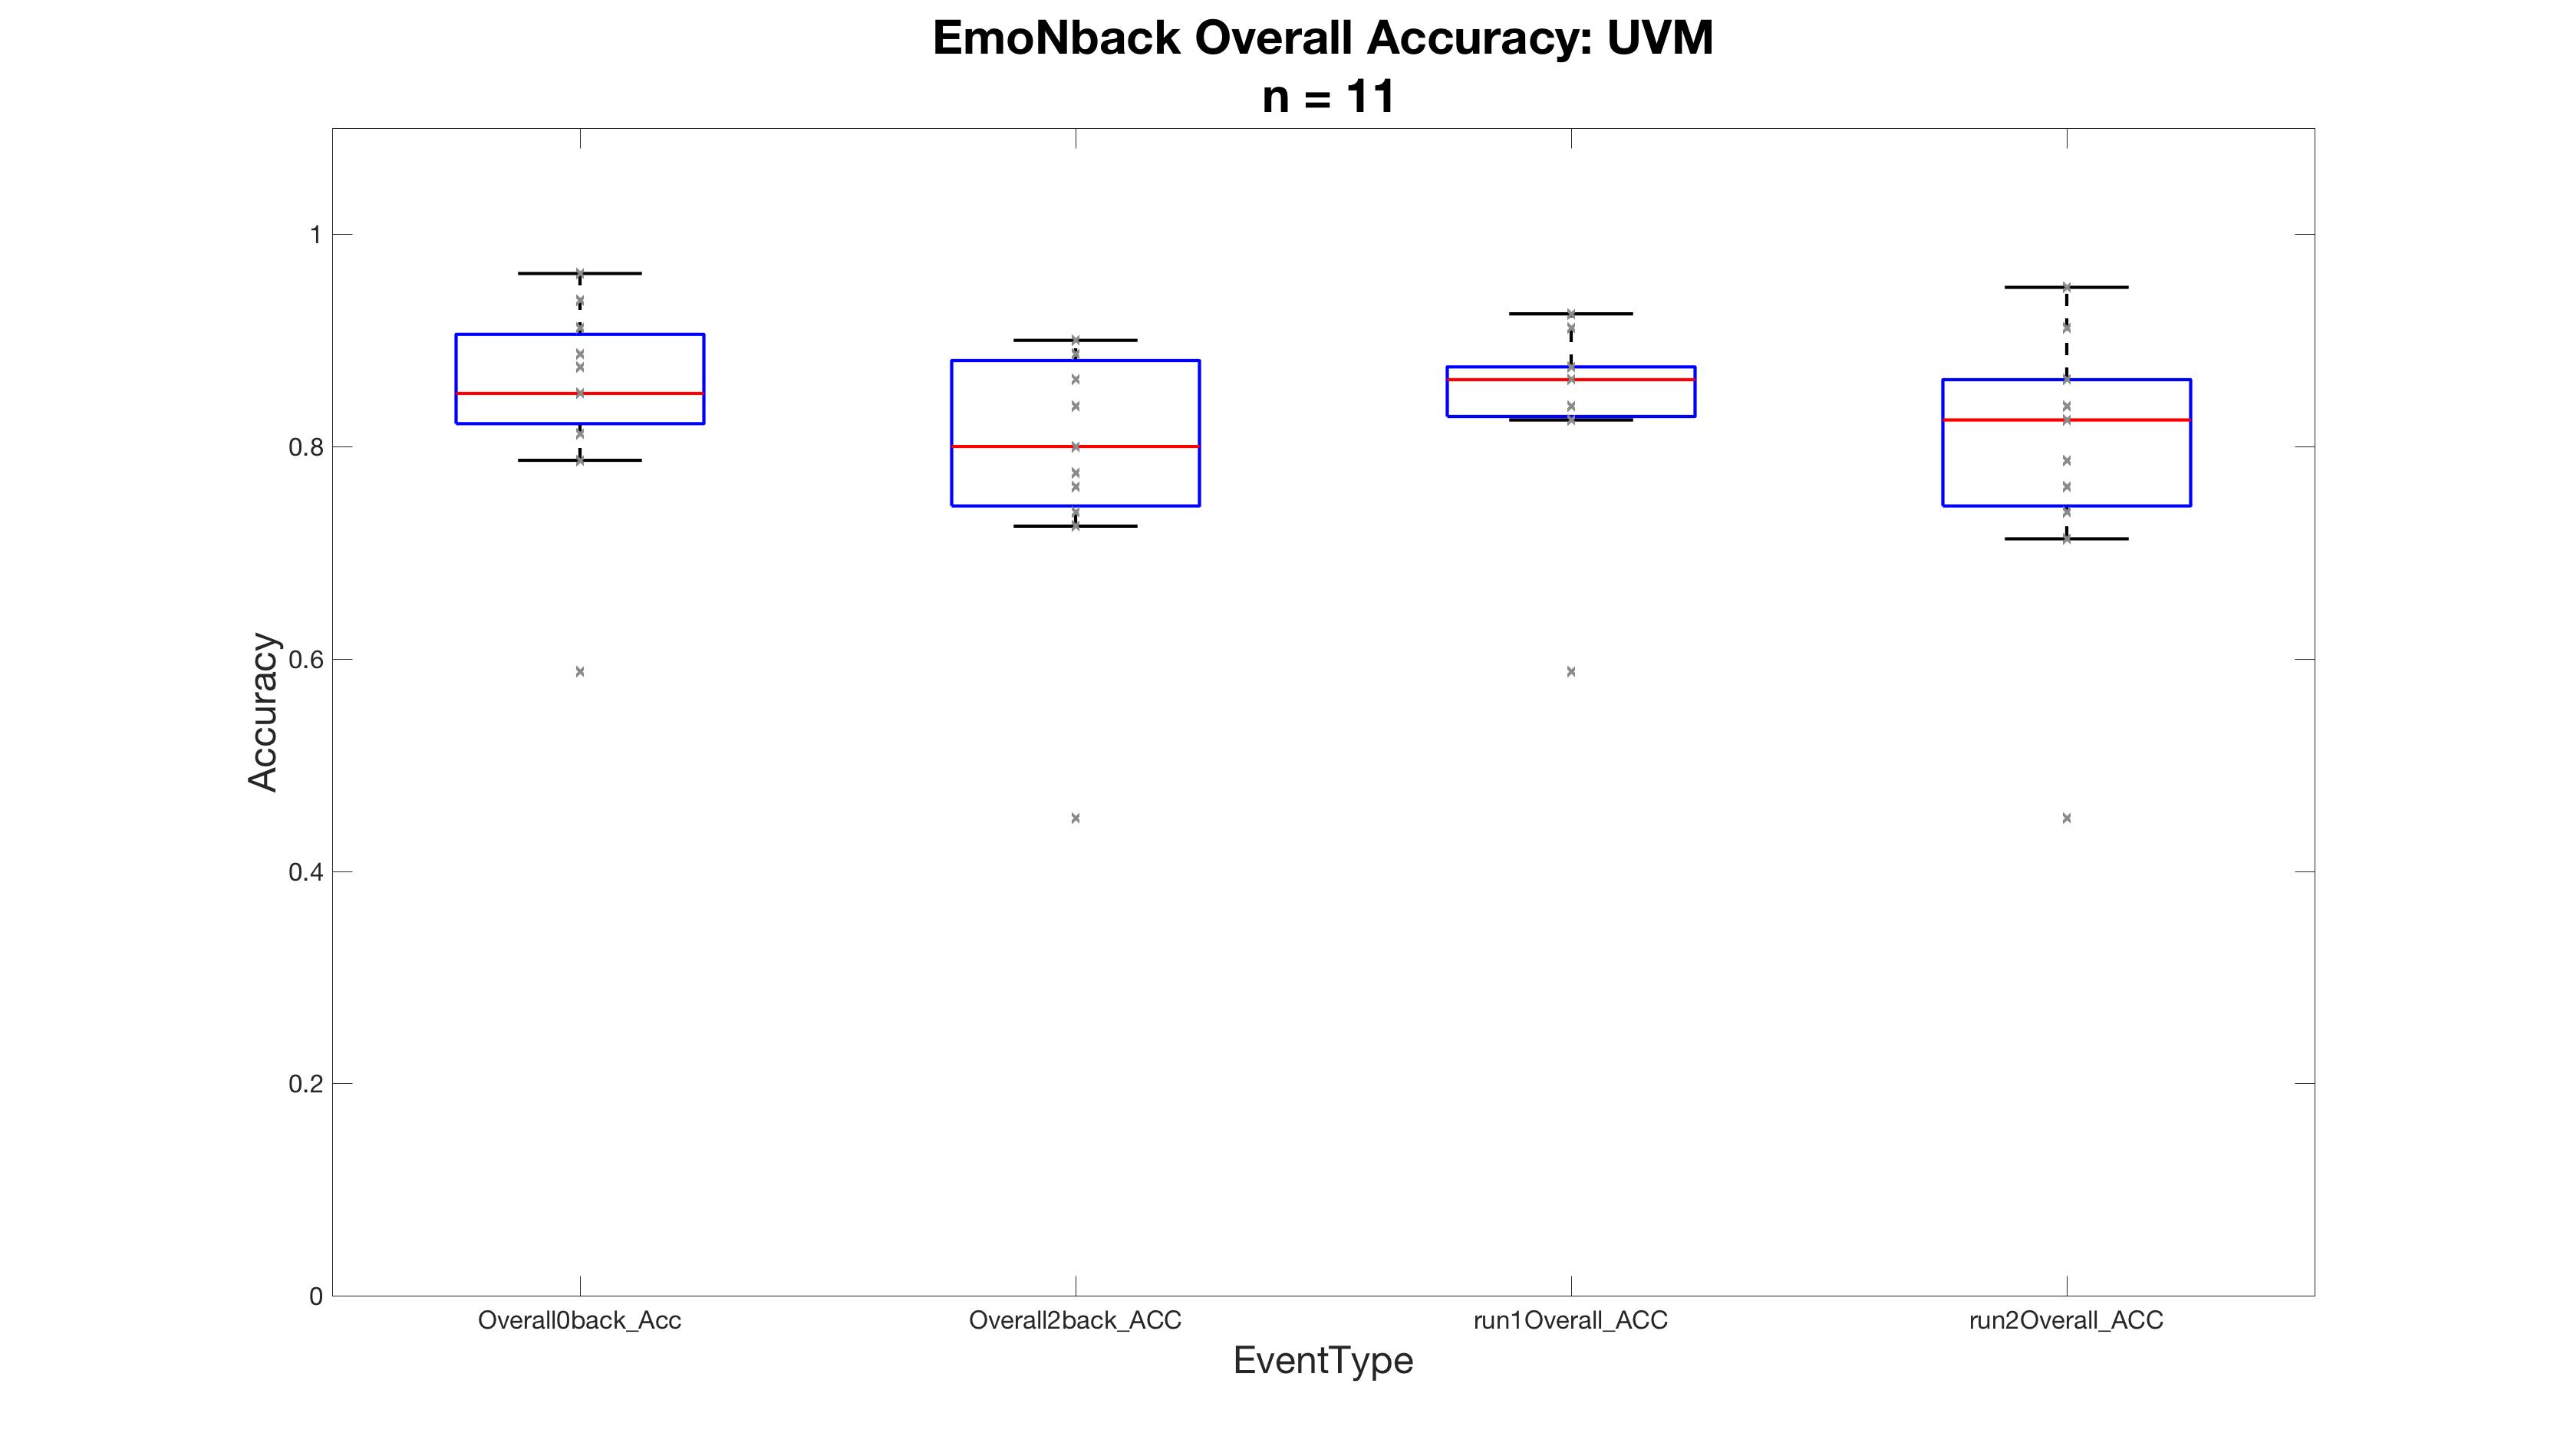 EmoNback Overall Accuracy: UVM
n = 11
1
0.8
0.6
0.4
0.2
0
Accuracy
Overall0back_Acc
Overall2back_ACC
run1Overall_ACC
run2Overall_ACC
EventType